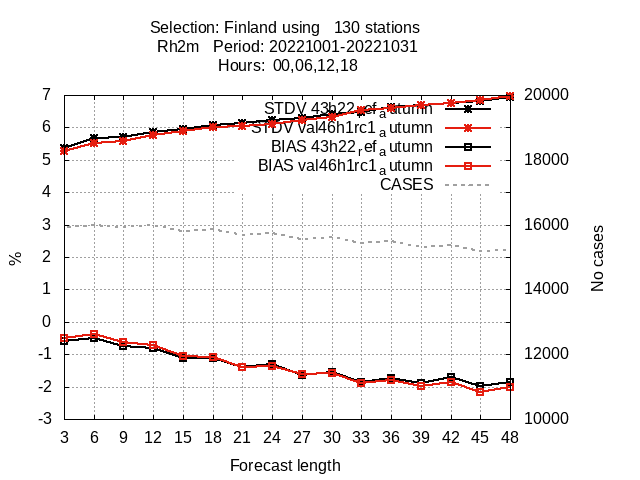 Selection: Finland using   130 stations
Rh2m   Period: 20221001-20221031
Hours:  00,06,12,18
7 20000
STDV 43h22_ref_autumn
6 STDV val46h1rc1_autumn
BIAS 43h22_ref_autumn
5 BIAS val46h1rc1_autumn 18000
4 CASES
3 16000
2
% No cases
1 14000
0
-1 12000
-2
-3 10000
3 6 9 12 15 18 21 24 27 30 33 36 39 42 45 48
Forecast length